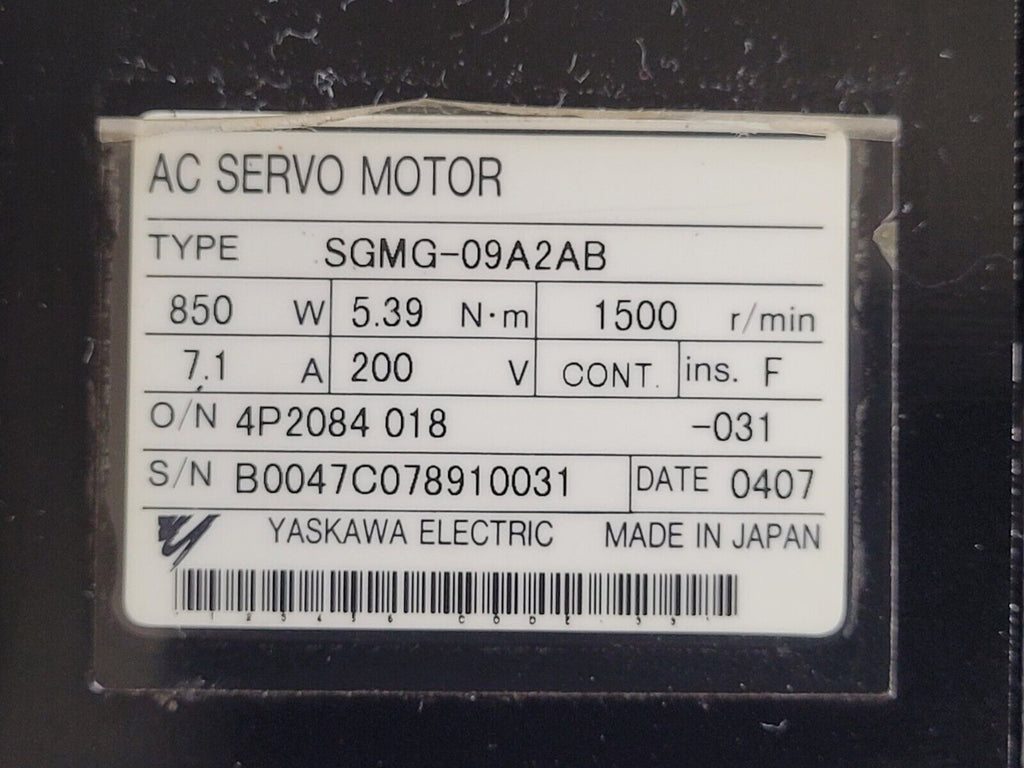 AC SERVO MOTOR
TYPE SGMG-09A2AB
850 W 5.39 N·m 1500 r/min
7.1 A 200 V CONT. ins. F
O/N 4P2084 018 -031
S/N B0047C078910031 DATE 0407
YASKAWA ELECTRIC MADE IN JAPAN